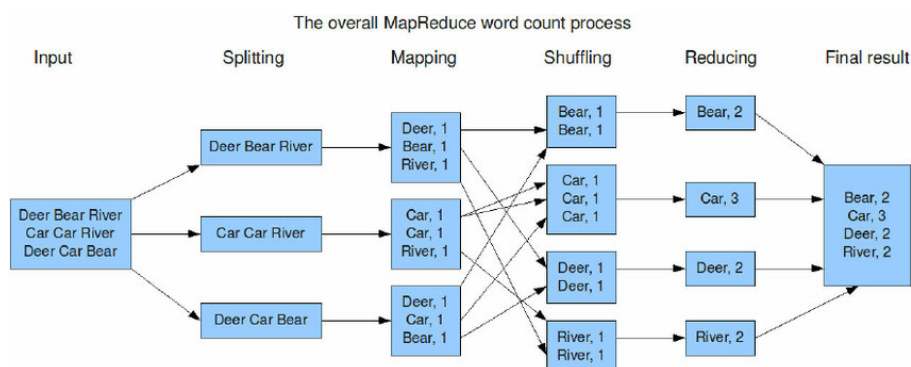 The overall MapReduce word count process
Input
Splitting
Mapping
Shuffling
Reducing
Final result
Deer Bear River
Car Car River
Deer Car Bear
Deer Bear River
Car Car River
Deer Car Bear
Deer, 1
Bear, 1
River, 1
Car, 1
Car, 1
River, 1
Deer, 1
Car, 1
Bear, 1
Bear, 1
Bear, 1
Car, 1
Car, 1
Car, 1
Deer, 1
Deer, 1
River, 1
River, 1
Bear, 2
Car, 3
Deer, 2
River, 2
Bear, 2
Car, 3
Deer, 2
River, 2